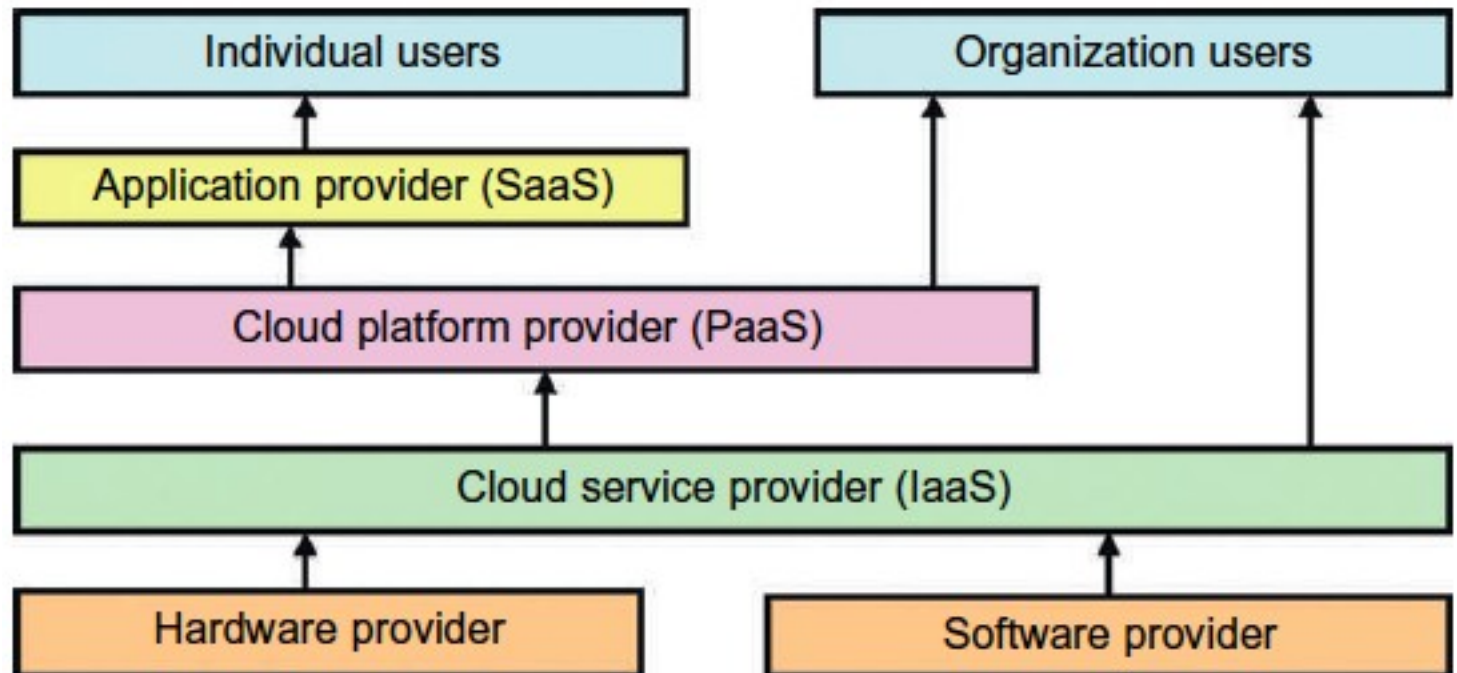 Individual users
Organization users
Application provider (SaaS)
Cloud platform provider (PaaS)
Cloud service provider (IaaS)
Hardware provider
Software provider